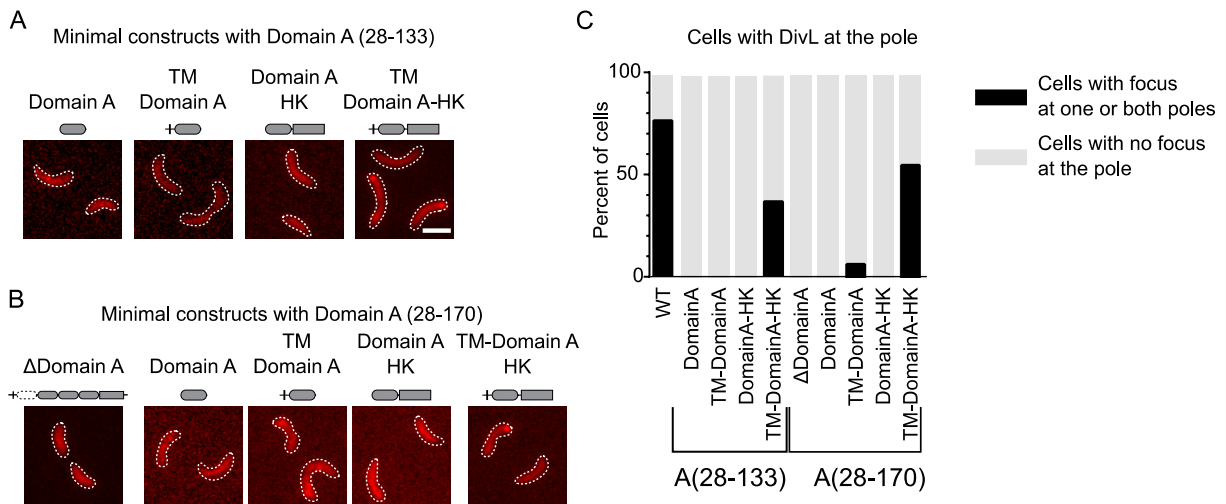 A
Minimal constructs with Domain A (28-133)
Domain A
TM
Domain A
Domain A
HK
TM
Domain A-HK
+
+
B
Minimal constructs with Domain A (28-170)
ΔDomain A
Domain A
TM
Domain A
Domain A
HK
TM-Domain A
HK
+
+
+
C
Cells with DivL at the pole
Percent of cells
100
50
0
WT
DomainA
TM-DomainA
DomainA-HK
TM-DomainA-HK
ΔDomainA
DomainA
TM-DomainA
DomainA-HK
TM-DomainA-HK
A(28-133)
A(28-170)
Cells with focus
at one or both poles
Cells with no focus
at the pole